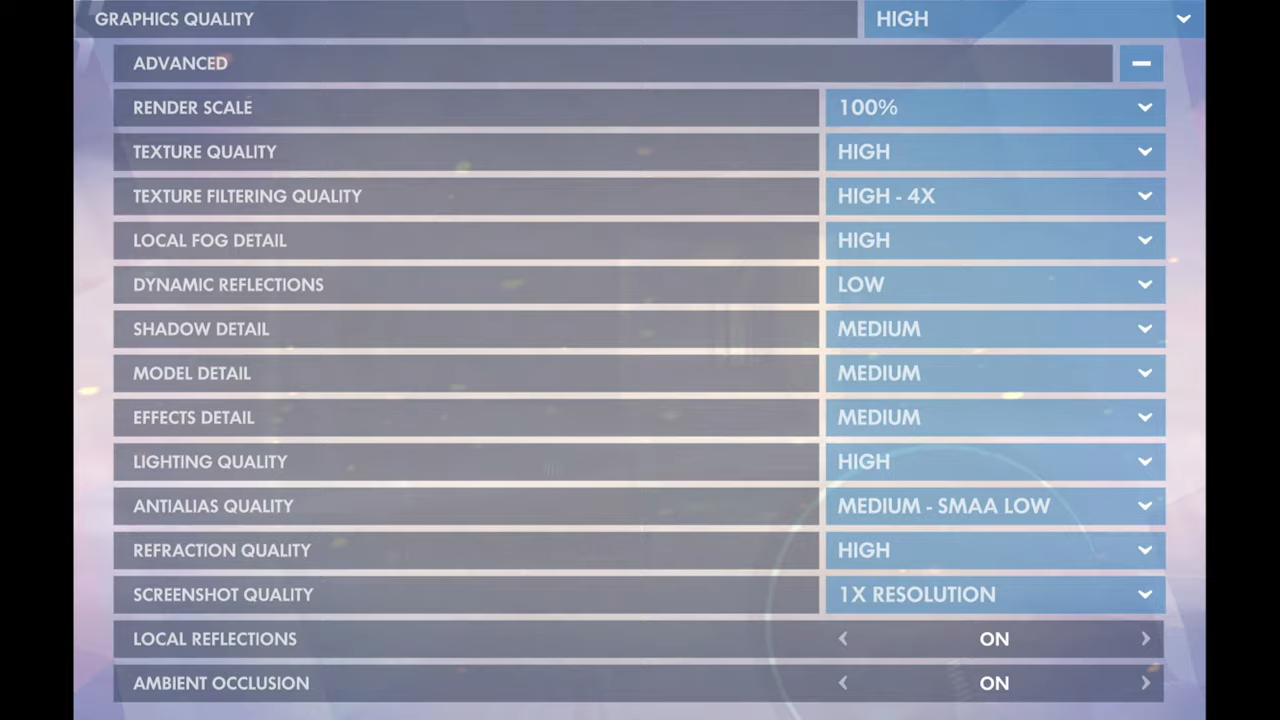 GRAPHICS QUALITY HIGH
ADVANCED
RENDER SCALE 100%
TEXTURE QUALITY HIGH
TEXTURE FILTERING QUALITY HIGH - 4X
LOCAL FOG DETAIL HIGH
DYNAMIC REFLECTIONS LOW
SHADOW DETAIL MEDIUM
MODEL DETAIL MEDIUM
EFFECTS DETAIL MEDIUM
LIGHTING QUALITY HIGH
ANTIALIAS QUALITY MEDIUM - SMAA LOW
REFRACTION QUALITY HIGH
SCREENSHOT QUALITY 1X RESOLUTION
LOCAL REFLECTIONS ON
AMBIENT OCCLUSION ON